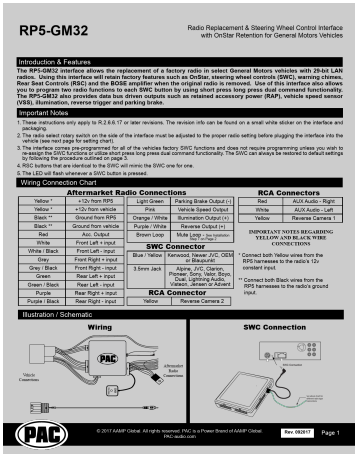 RP5-GM32
Radio Replacement & Steering Wheel Control Interface
with OnStar Retention for General Motors Vehicles
Introduction & Features
The RP5-GM32 interface allows the replacement of a factory radio in select General Motors vehicles with 29-bit LAN
radios. Using this interface will retain factory features such as OnStar, steering wheel controls (SWC), warning chimes,
Rear Seat Controls (RSC) and the BOSE amplifier when the original radio is removed. Use of this interface also allows
you to program two radio functions to each SWC button by using short press long press dual command functionality.
The RP5-GM32 also provides data bus driven outputs such as retained accessory power (RAP), vehicle speed sensor
(VSS), illumination, reverse trigger and parking brake.
Important Notes
1. These instructions only apply to R.2.6.6.17 or later revisions. The revision info can be found on a small white sticker on the interface and
packaging.
2. The radio select rotary switch on the side of the interface must be adjusted to the proper radio setting before plugging the interface into the
vehicle (see next page for setting chart).
3. The interface comes pre-programmed for all of the vehicles factory SWC functions and does not require programming unless you wish to
re-assign the SWC functions or utilize short press long press dual command functionality. The SWC can always be restored to default settings
by following the procedure outlined on page 3.
4. RSC buttons that are identical to the SWC will mimic the SWC one for one.
5. The LED will flash whenever a SWC button is pressed.
Wiring Connection Chart
Aftermarket Radio Connections
Yellow * +12v from RP5
Yellow * +12v from vehicle
Black ** Ground from RP5
Black ** Ground from vehicle
Red Acc. Output
White Front Left + input
White / Black Front Left - input
Grey Front Right + input
Grey / Black Front Right - input
Green Rear Left + input
Green / Black Rear Left - input
Purple Rear Right + input
Purple / Black Rear Right - input
Light Green Parking Brake Output (-)
Pink Vehicle Speed Output
Orange / White Illumination Output (+)
Purple / White Reverse Output (+)
Brown Loop Mute Loop - See Installation
Step 7 on Page 2
SWC Connector
Blue / Yellow Kenwood, Newer JVC, OEM
or Blaupunkt
3.5mm Jack Alpine, JVC, Clarion,
Pioneer, Sony, Valor, Boyo,
Dual, Lightning Audio,
Visteon, Jensen or Advent
RCA Connector
Yellow Reverse Camera 2
RCA Connectors
Red AUX Audio - Right
White AUX Audio - Left
Yellow Reverse Camera 1
IMPORTANT NOTES REGARDING
YELLOW AND BLACK WIRE
CONNECTIONS
* Connect both Yellow wires from the
RP5 harnesses to the radio's 12v
constant input.
** Connect both Black wires from the
RP5 harnesses to the radio's ground
input.
Illustration / Schematic
Wiring
Vehicle
Connections
PAC
Aftermarket
Radio
Connections
SWC Connection
PAC
© 2017 AAMP Global. All rights reserved. PAC is a Power Brand of AAMP Global.
PAC-audio.com
Rev. 092017
Page 1